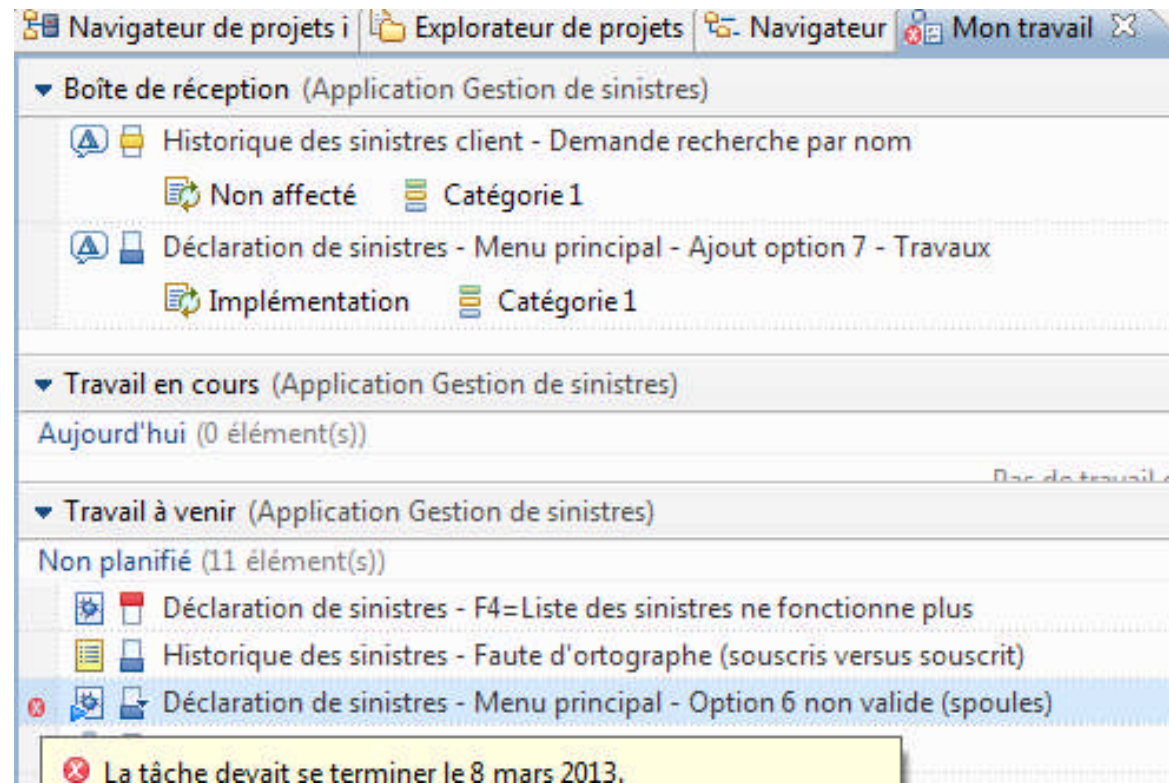 Navigateur de projets i Explorateur de projets Navigateur Mon travail
Boîte de réception (Application Gestion de sinistres)
Historique des sinistres client - Demande recherche par nom
Non affecté Catégorie 1
Déclaration de sinistres - Menu principal - Ajout option 7 - Travaux
Implémentation Catégorie 1
Travail en cours (Application Gestion de sinistres)
Aujourd'hui (0 élément(s))
Pas de travail
Travail à venir (Application Gestion de sinistres)
Non planifié (11 élément(s))
Déclaration de sinistres - F4=Liste des sinistres ne fonctionne plus
Historique des sinistres - Faute d'ortographe (souscris versus souscrit)
Déclaration de sinistres - Menu principal - Option 6 non valide (spoules)
La tâche devait se terminer le 8 mars 2013.